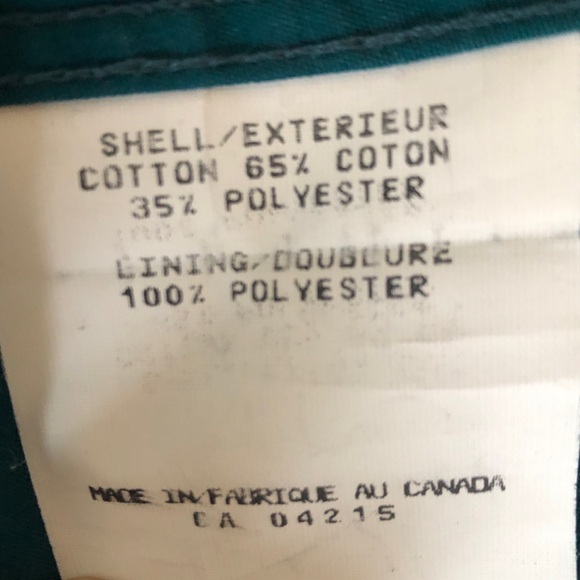 SHELL/EXTERIEUR
COTTON 65% COTON
35% POLYESTER
LINING/DOUBLURE
100% POLYESTER
MADE IN/FABRIQUE AU CANADA
CA 04215